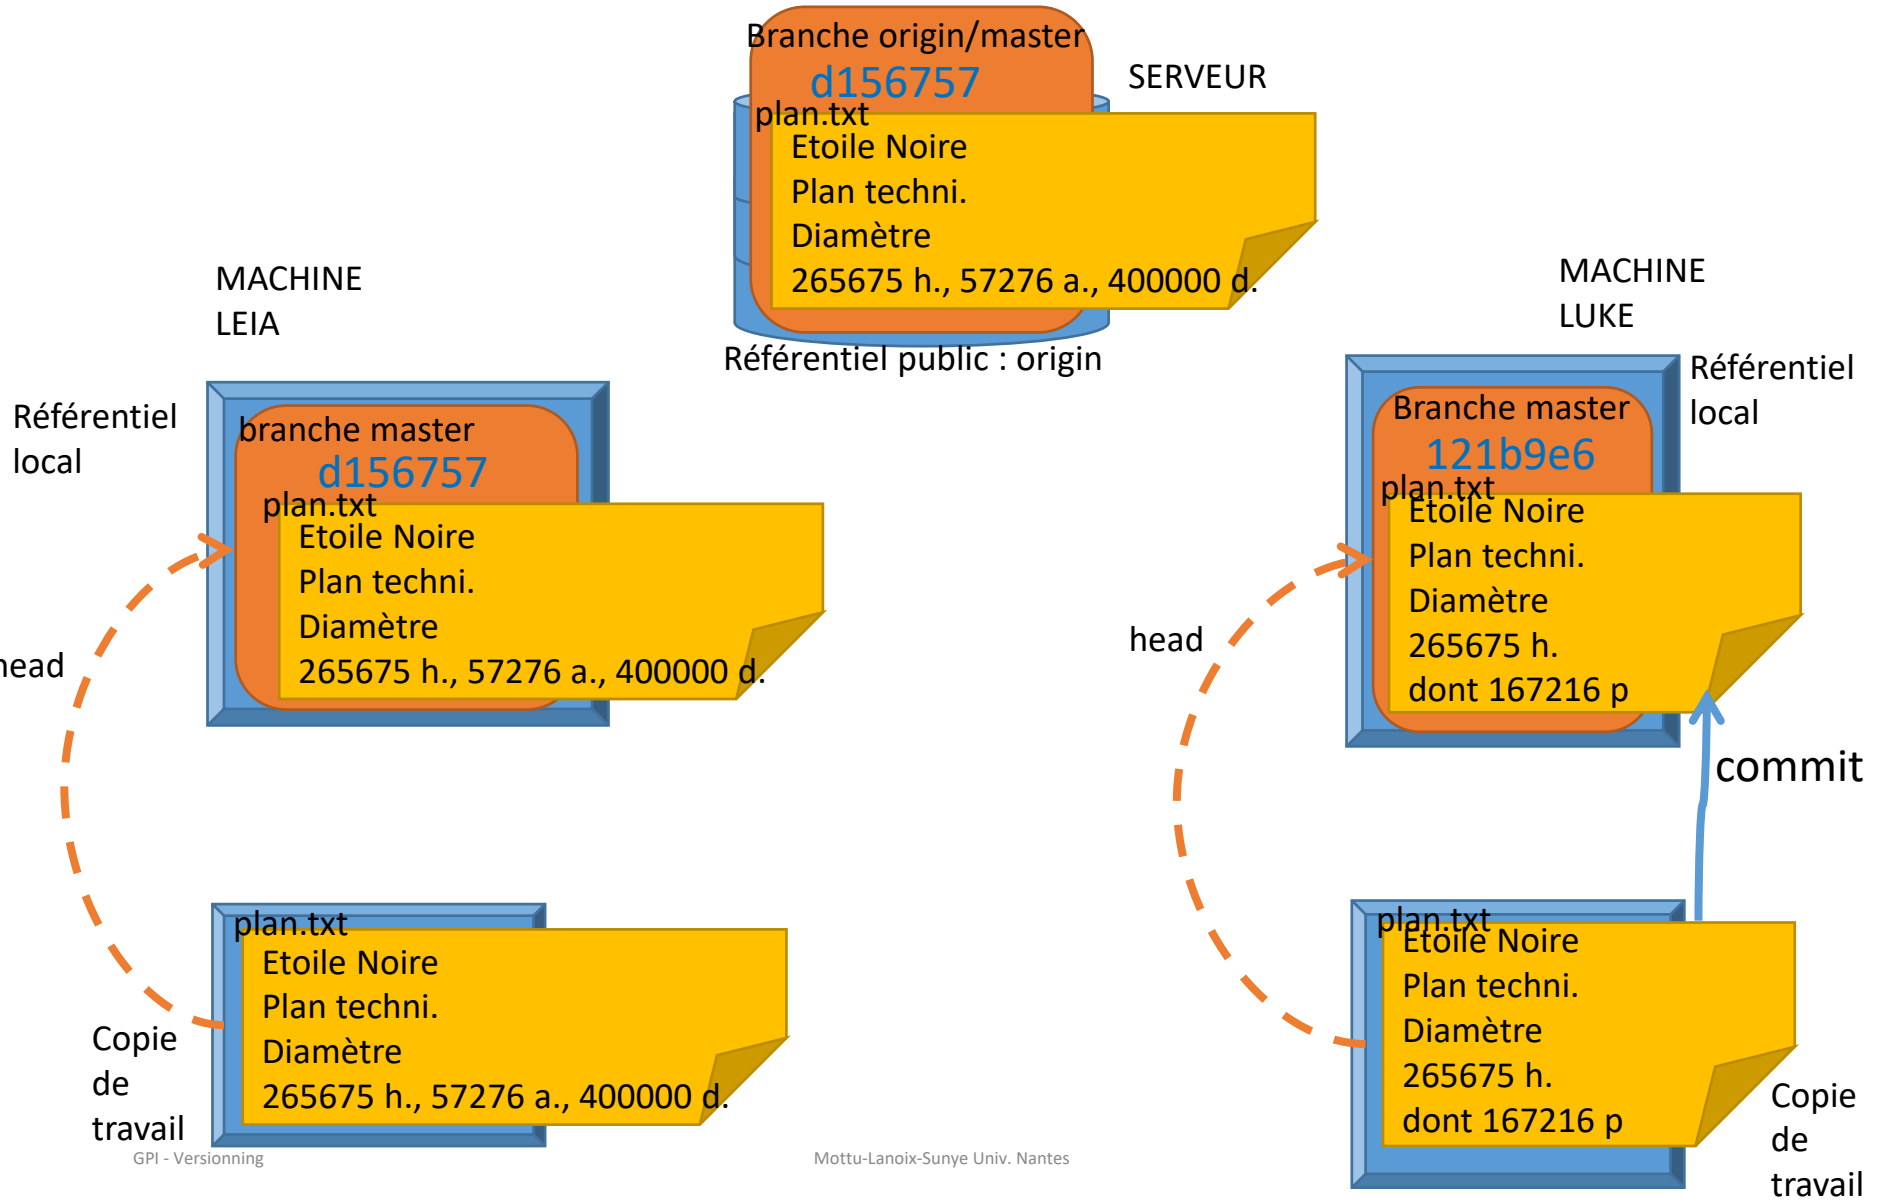 Branche origin/master
d156757
SERVEUR
plan.txt
Etoile Noire
Plan techni.
Diamètre
265675 h., 57276 a., 400000 d.
Référentiel public : origin
MACHINE
LEIA
Référentiel
local
branche master
d156757
plan.txt
Etoile Noire
Plan techni.
Diamètre
265675 h., 57276 a., 400000 d.
head
plan.txt
Etoile Noire
Plan techni.
Diamètre
265675 h., 57276 a., 400000 d.
Copie
de
travail
MACHINE
LUKE
Référentiel
local
Branche master
121b9e6
plan.txt
Etoile Noire
Plan techni.
Diamètre
265675 h.
dont 167216 p
head
commit
plan.txt
Etoile Noire
Plan techni.
Diamètre
265675 h.
dont 167216 p
Copie
de
travail
GPI - Versionning
Mottu-Lanoix-Sunye Univ. Nantes